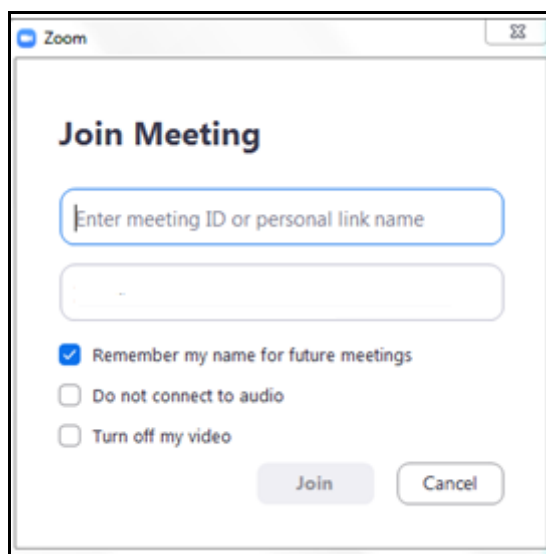 Zoom
Join Meeting
Enter meeting ID or personal link name
Remember my name for future meetings
Do not connect to audio
Turn off my video
Join Cancel